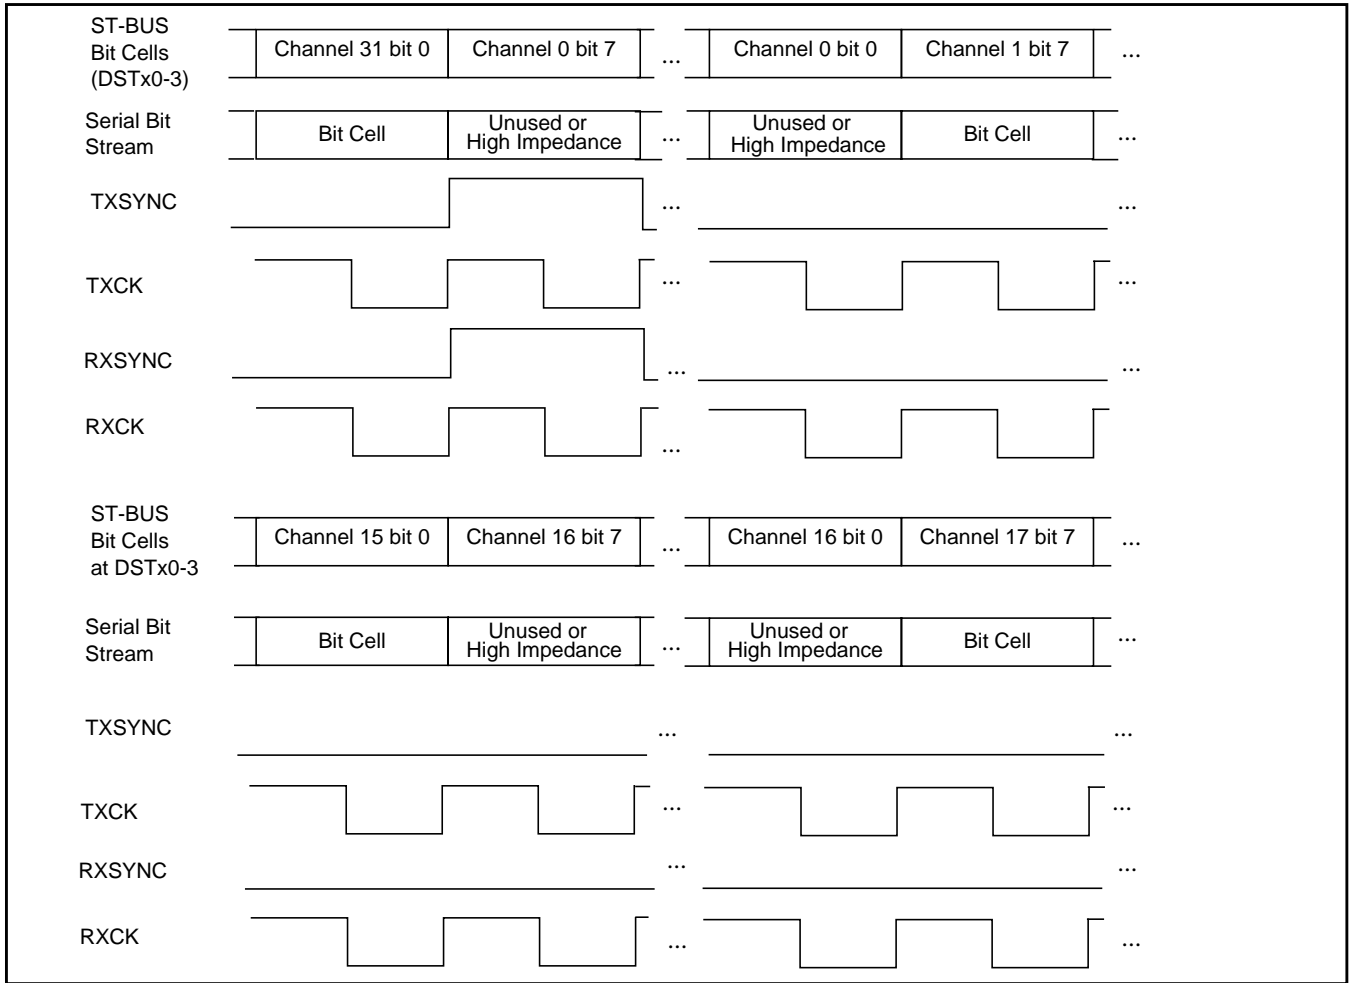 ST-BUS
Bit Cells
(DSTx0-3)
Channel 31 bit 0
Channel 0 bit 7
...
Channel 0 bit 0
Channel 1 bit 7
...
Serial Bit
Stream
Bit Cell
Unused or
High Impedance
...
Unused or
High Impedance
Bit Cell
...
TXSYNC
...
...
TXCK
...
...
RXSYNC
...
...
RXCK
...
...
ST-BUS
Bit Cells
at DSTx0-3
Channel 15 bit 0
Channel 16 bit 7
...
Channel 16 bit 0
Channel 17 bit 7
...
Serial Bit
Stream
Bit Cell
Unused or
High Impedance
...
Unused or
High Impedance
Bit Cell
...
TXSYNC
...
...
TXCK
...
...
RXSYNC
...
...
RXCK
...
...